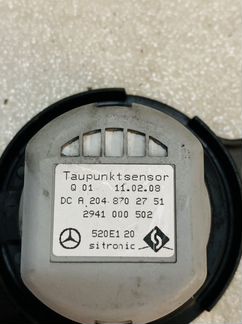 Taupunktsensor
Q 01 11.02.08
DC A 204 870 27 51
2941 000 502
520E1 20
sitronic